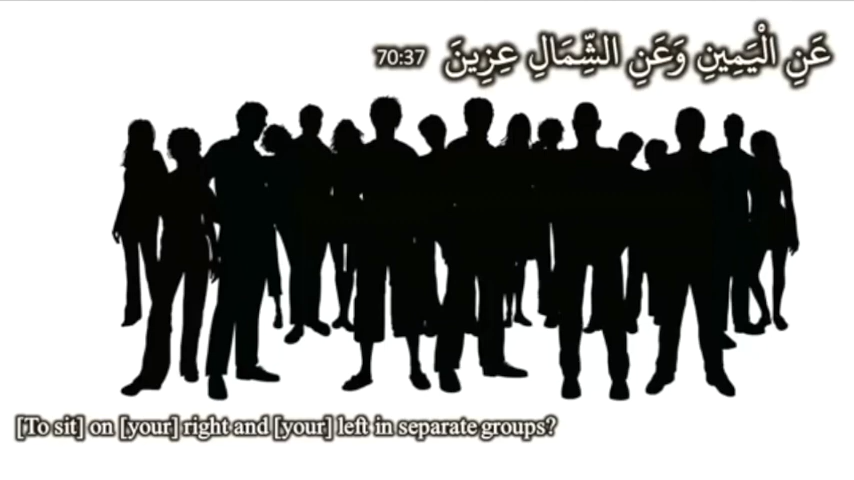 عَنِ الْيَمِينِ وَعَنِ الشِّمَالِ عِزِينَ 70:37
[To sit] on [your] right and [your] left in separate groups?